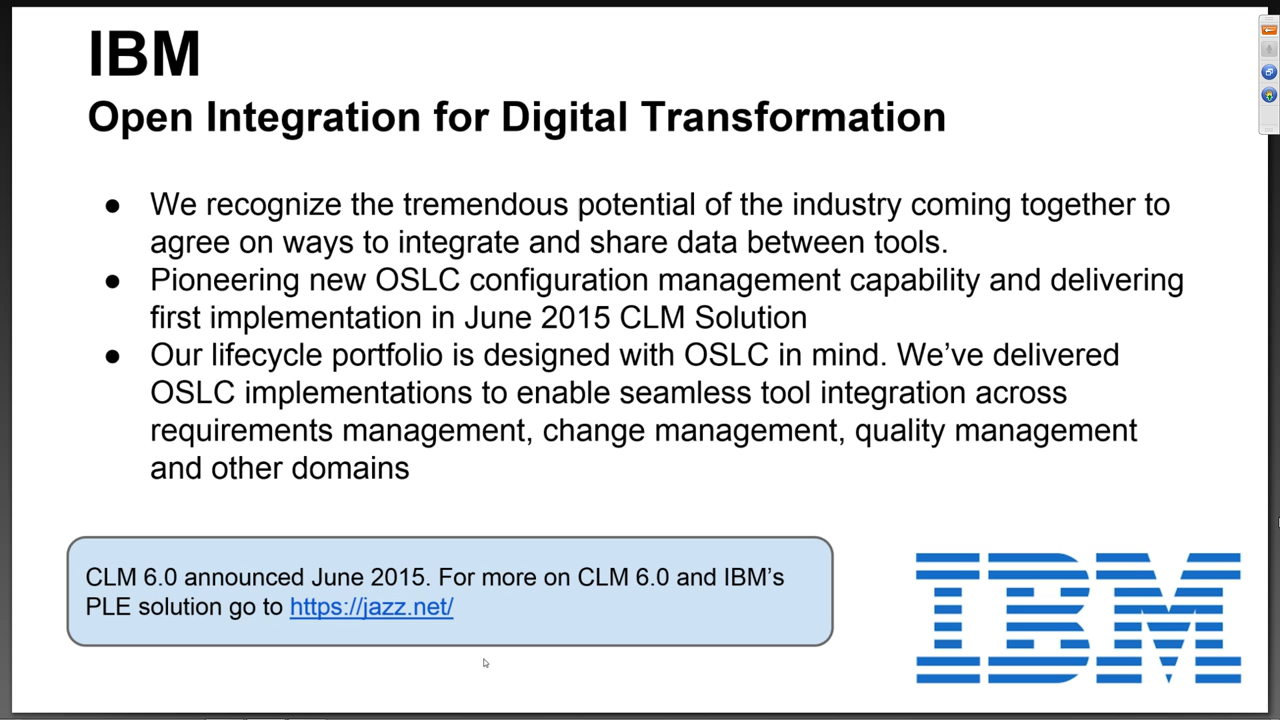 IBM
Open Integration for Digital Transformation
● We recognize the tremendous potential of the industry coming together to
agree on ways to integrate and share data between tools.
● Pioneering new OSLC configuration management capability and delivering
first implementation in June 2015 CLM Solution
● Our lifecycle portfolio is designed with OSLC in mind. We’ve delivered
OSLC implementations to enable seamless tool integration across
requirements management, change management, quality management
and other domains
CLM 6.0 announced June 2015. For more on CLM 6.0 and IBM’s
PLE solution go to https://jazz.net/
IBM